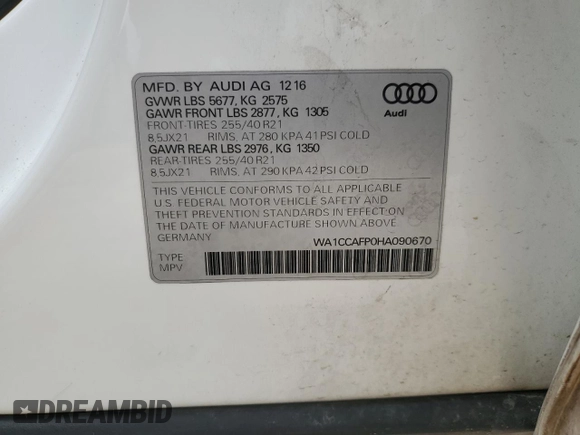 MFD. BY AUDI AG 12 16
GVWR LBS 5677, KG 2575
GAWR FRONT LBS 2877, KG 1305
FRONT-TIRES 255/40 R21
8.5JX21 RIMS, AT 280 KPA 41 PSI COLD
GAWR REAR LBS 2976, KG 1350
REAR-TIRES 255/40 R21
8.5JX21 RIMS, AT 290 KPA 42 PSI COLD
THIS VEHICLE CONFORMS TO ALL APPLICABLE
U.S. FEDERAL MOTOR VEHICLE SAFETY AND
THEFT PREVENTION STANDARDS IN EFFECT ON
THE DATE OF MANUFACTURE SHOWN ABOVE.
GERMANY
WA1CCAFP0HA090670
TYPE
MPV
Audi
DREAMBID